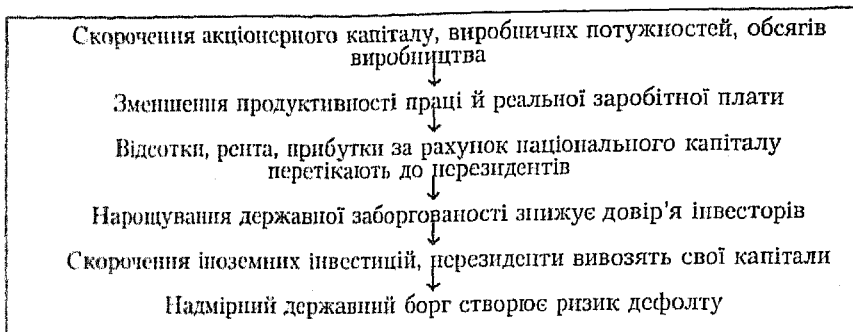 Скорочення акціонерного капіталу, виробничих потужностей, обсягів
виробництва
Зменшення продуктивності праці й реальної заробітної плати
Відсотки, рента, прибутки за рахунок національного капіталу
перетікають до нерезидентів
Нарощування державної заборгованості знижує довір'я інвесторів
Скорочення іноземних інвестицій, нерезиденти вивозять свої капітали
Надмірний державний борг створює ризик дефолту